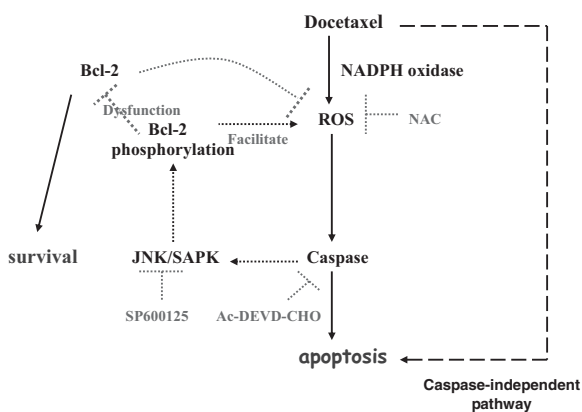 Docetaxel
Bcl-2
NADPH oxidase
Dysfunction
Bcl-2
phosphorylation
Facilitate
ROS
NAC
survival
JNK/SAPK
Caspase
SP600125
Ac-DEVD-CHO
apoptosis
Caspase-independent
pathway